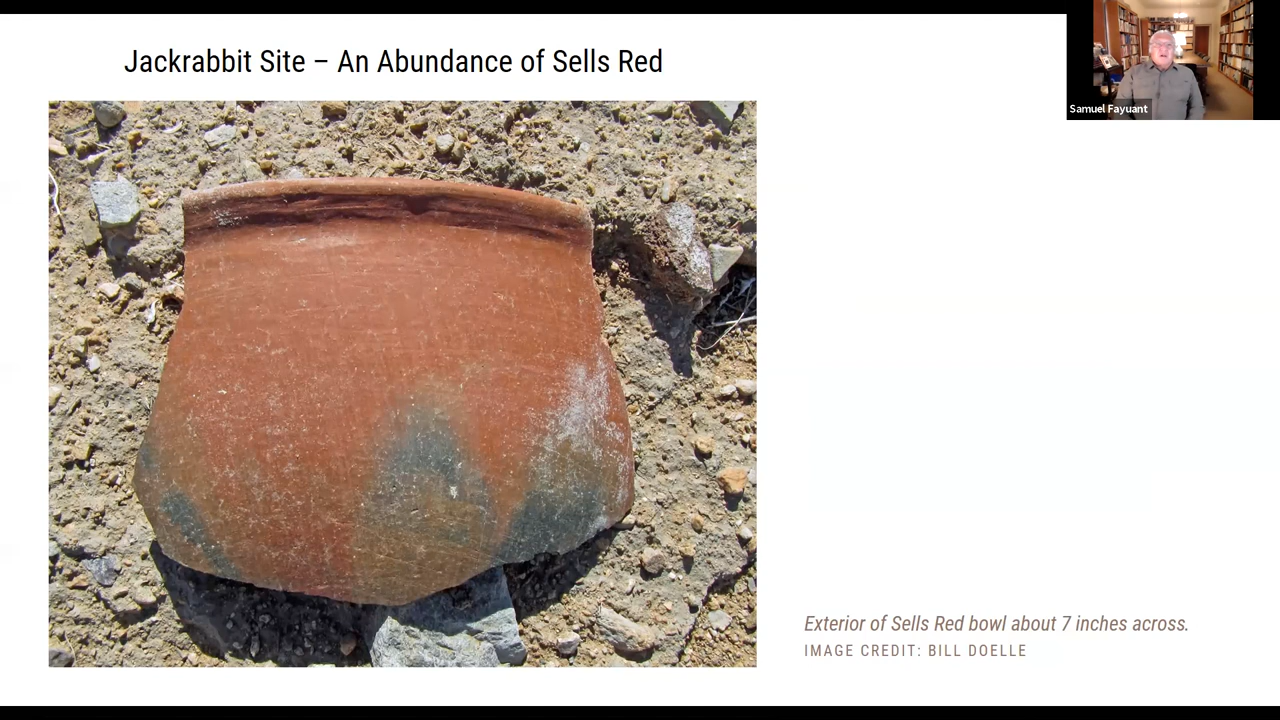 Jackrabbit Site – An Abundance of Sells Red
Samuel Fayuant
Exterior of Sells Red bowl about 7 inches across.
IMAGE CREDIT: BILL DOELLE